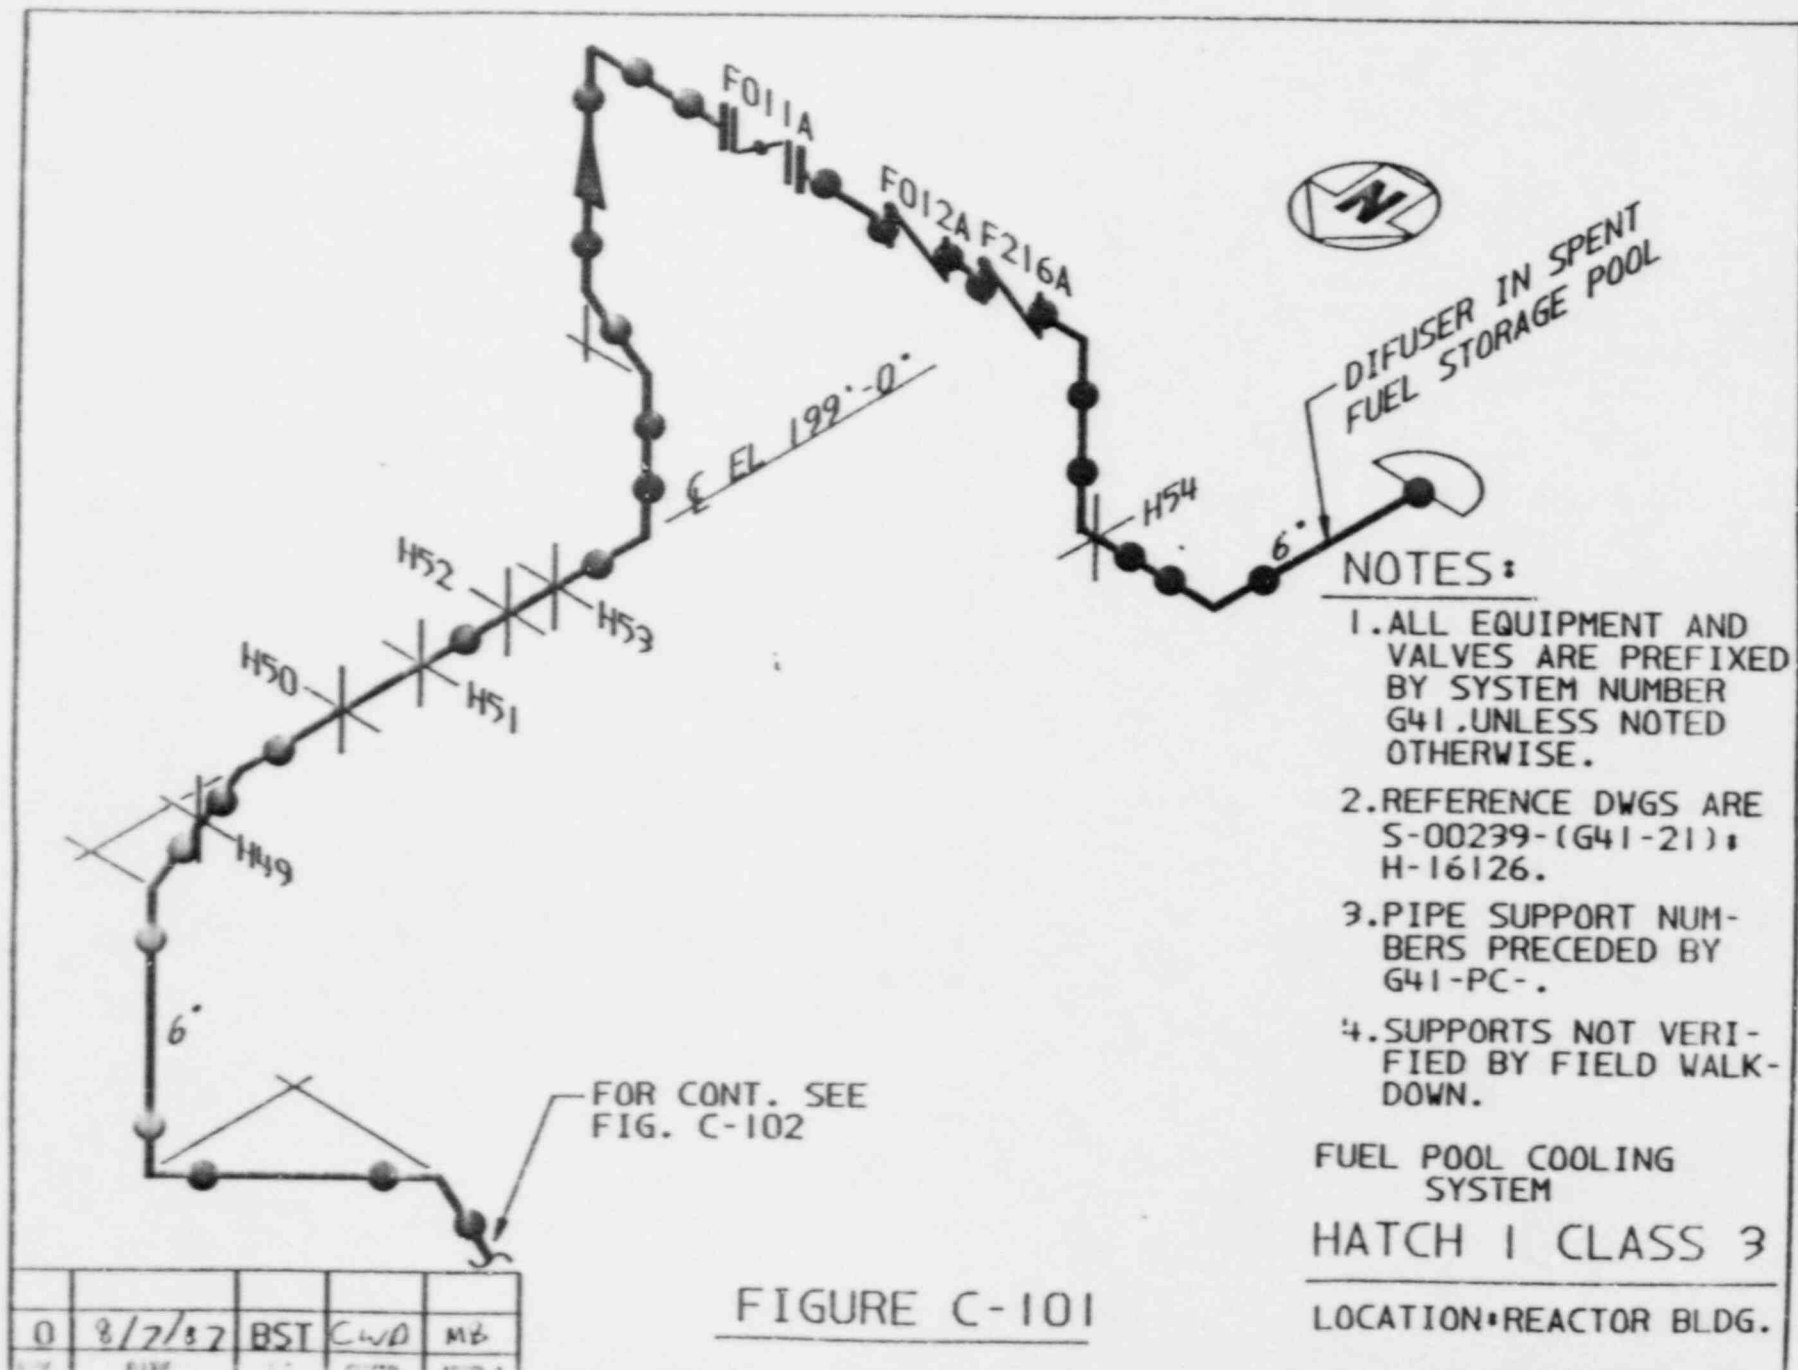 F011A
F012A
F216A
N
DIFUSER IN SPENT
FUEL STORAGE POOL
℄ EL 199'-0"
H54
6"
H52
H53
H50
H51
H49
6"
FOR CONT. SEE
FIG. C-102
NOTES:
1.ALL EQUIPMENT AND
VALVES ARE PREFIXED
BY SYSTEM NUMBER
G41.UNLESS NOTED
OTHERWISE.
2.REFERENCE DWGS ARE
S-00239-(G41-21);
H-16126.
3.PIPE SUPPORT NUM-
BERS PRECEDED BY
G41-PC-.
4.SUPPORTS NOT VERI-
FIED BY FIELD WALK-
DOWN.
FUEL POOL COOLING
SYSTEM
HATCH 1 CLASS 3
LOCATION:REACTOR BLDG.
FIGURE C-101
0 8/7/87 BST CWD MB